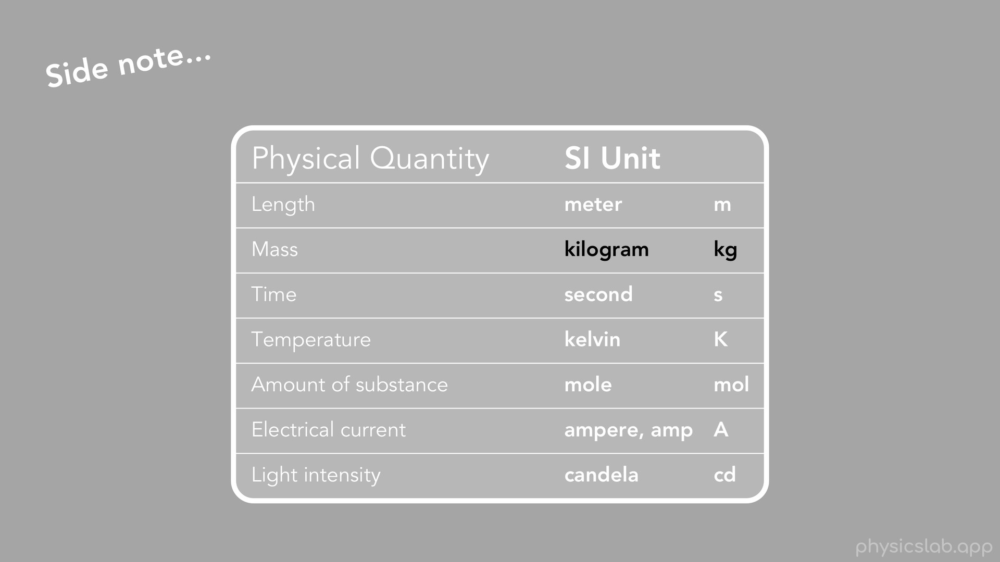 Side note...
Physical Quantity SI Unit
Length meter m
Mass kilogram kg
Time second s
Temperature kelvin K
Amount of substance mole mol
Electrical current ampere, amp A
Light intensity candela cd
physicslab.app